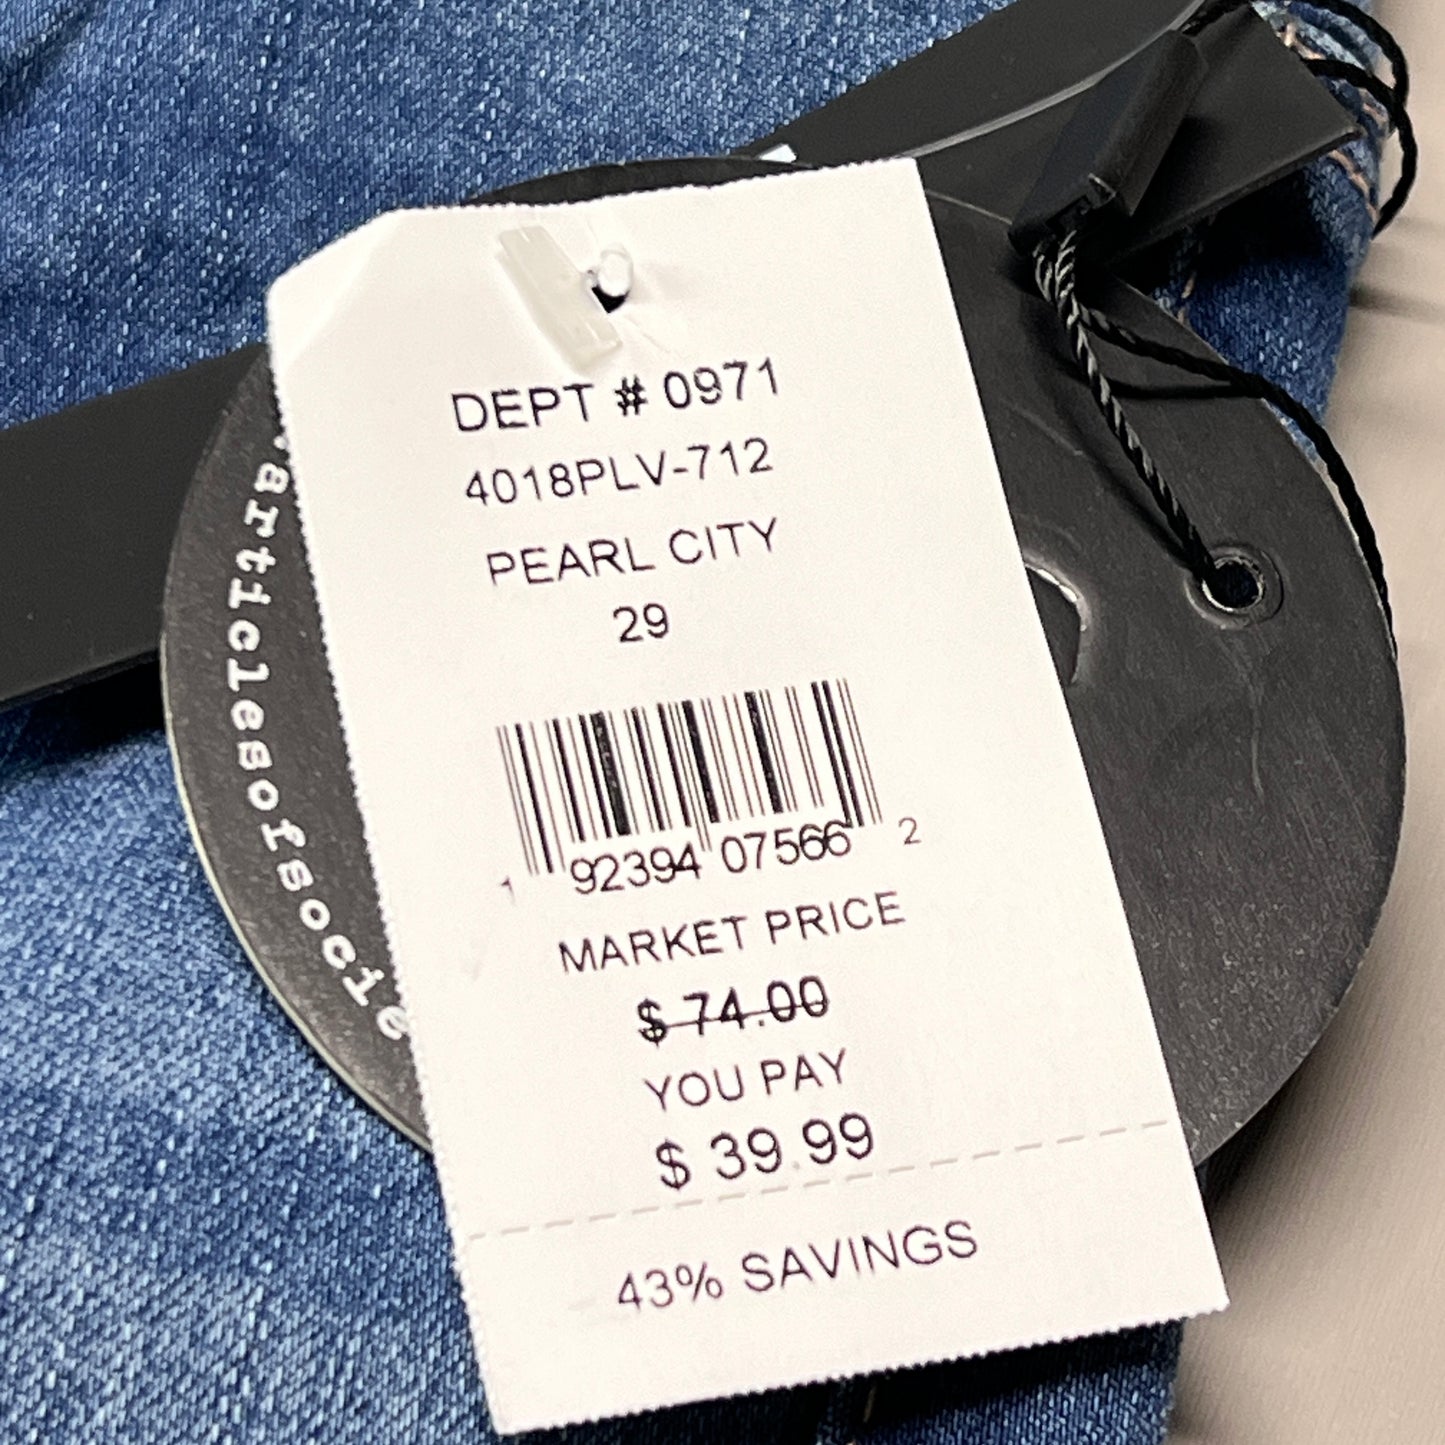 DEPT # 0971
4018PLV-712
PEARL CITY
29
1 92394 07566 2
MARKET PRICE
$ 74.00
YOU PAY
$ 39.99
43% SAVINGS
articlesofsocie